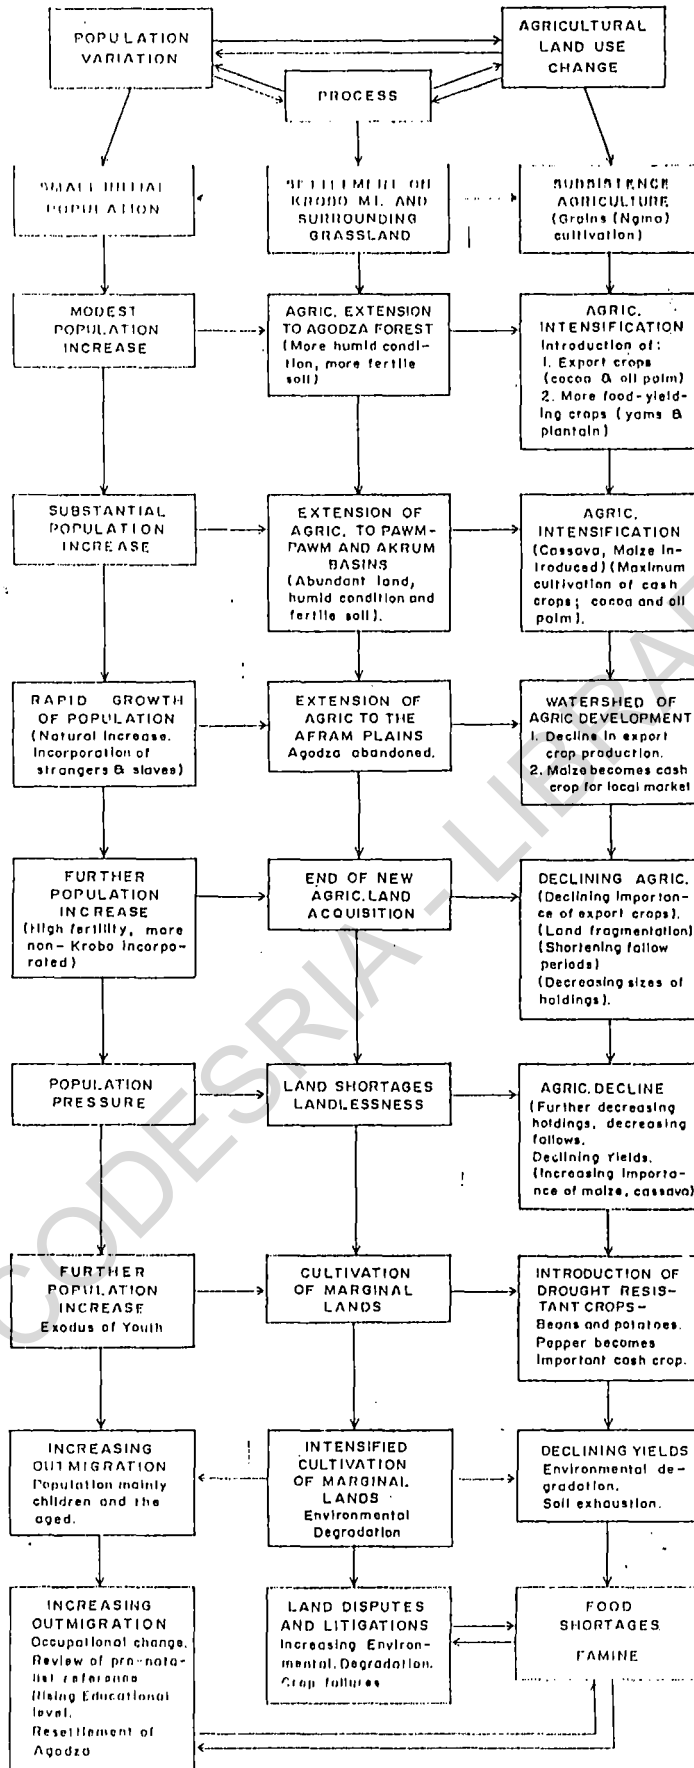 POPULATION
VARIATION
AGRICULTURAL
LAND USE
CHANGE
PROCESS
SMALL INITIAL
POPULATION
SETTLEMENT ON
KROBO MT. AND
SURROUNDING
GRASSLAND
SUBSISTENCE
AGRICULTURE
(Grains (Ngma)
cultivation)
MODEST
POPULATION
INCREASE
AGRIC. EXTENSION
TO AGODZA FOREST
(More humid condi-
tion, more fertile
soil)
AGRIC.
INTENSIFICATION
Introduction of:
1. Export crops
(cocoa & oil palm)
2. More food-yield-
ing crops (yams &
plantain)
SUBSTANTIAL
POPULATION
INCREASE
EXTENSION OF
AGRIC. TO PAWM-
PAWM AND AKRUM
BASINS
(Abundant land,
humid condition and
fertile soil).
AGRIC.
INTENSIFICATION
(Cassava, Maize in-
troduced) (Maximum
cultivation of cash
crops; cocoa and oil
palm).
RAPID GROWTH
OF POPULATION
(Natural increase.
Incorporation of
strangers & slaves)
EXTENSION OF
AGRIC TO THE
AFRAM PLAINS
Agodza abandoned.
WATERSHED OF
AGRIC DEVELOPMENT
1. Decline in export
crop production.
2. Maize becomes cash
crop for local market
FURTHER
POPULATION
INCREASE
(High fertility, more
non-Krobo incorpo-
rated)
END OF NEW
AGRIC. LAND
ACQUISITION
DECLINING AGRIC.
(Declining importan-
ce of export crops).
(Land fragmentation)
(Shortening fallow
periods)
(Decreasing sizes of
holdings).
POPULATION
PRESSURE
LAND SHORTAGES
LANDLESSNESS
AGRIC. DECLINE
(Further decreasing
holdings, decreasing
fallows.
Declining Yields.
(Increasing importa-
nce of maize, cassava)
FURTHER
POPULATION
INCREASE
Exodus of Youth
CULTIVATION
OF MARGINAL
LANDS
INTRODUCTION OF
DROUGHT RESIS-
TANT CROPS-
Beans and potatoes.
Pepper becomes
Important cash crop.
INCREASING
OUTMIGRATION
Population mainly
children and the
aged.
INTENSIFIED
CULTIVATION
OF MARGINAL
LANDS
Environmental
Degradation
DECLINING YIELDS
Environmental de-
gradation.
Soil exhaustion.
INCREASING
OUTMIGRATION
Occupational change.
Review of pro-nata-
list reference
Rising Educational
level.
Resettlement of
Agodza
LAND DISPUTES
AND LITIGATIONS
Increasing Environ-
mental. Degradation.
Crop failures
FOOD
SHORTAGES
FAMINE
CODESRIA - LIBRAR